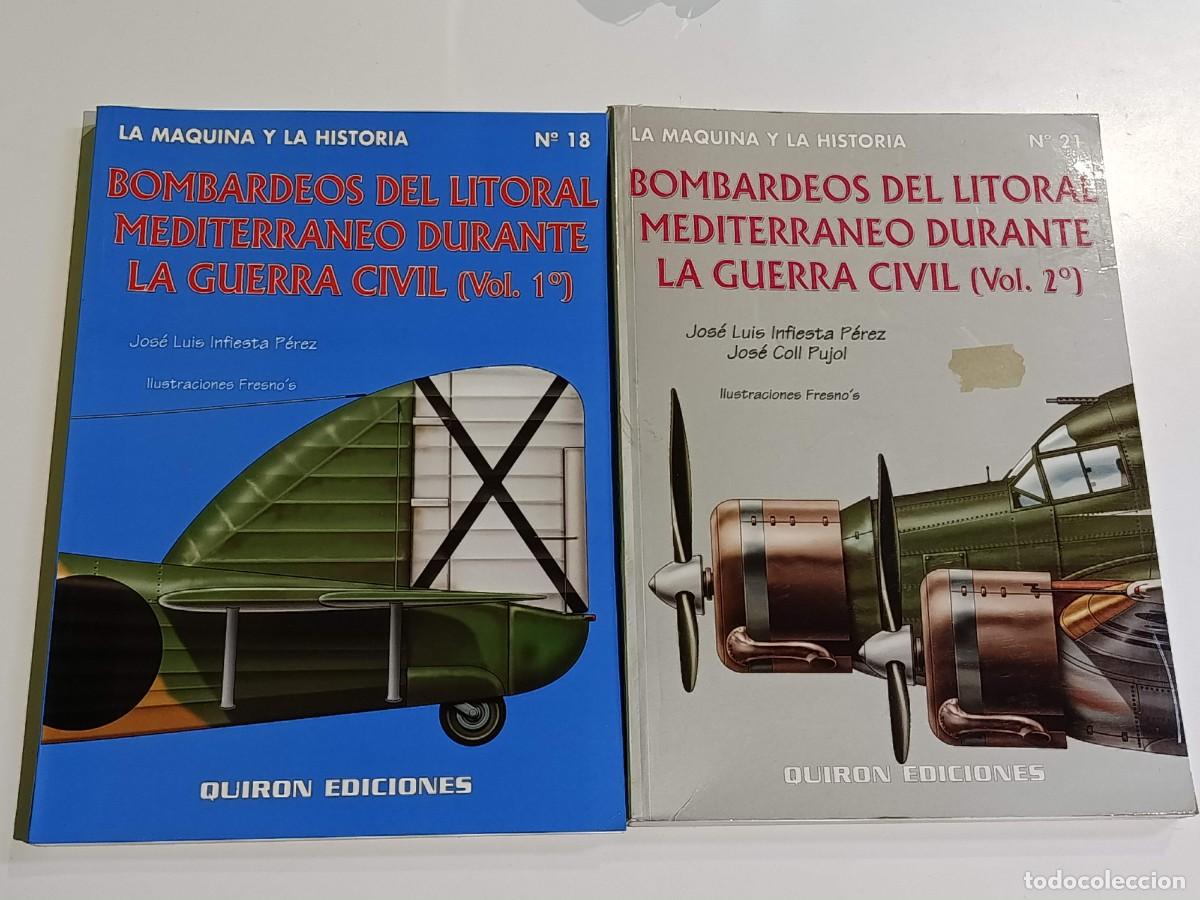 LA MAQUINA Y LA HISTORIA Nº 18
BOMBARDEOS DEL LITORAL
MEDITERRANEO DURANTE
LA GUERRA CIVIL (Vol. 1º)
José Luis Infiesta Pérez
Ilustraciones Fresno's
QUIRON EDICIONES
LA MAQUINA Y LA HISTORIA Nº 21
BOMBARDEOS DEL LITORAL
MEDITERRANEO DURANTE
LA GUERRA CIVIL (Vol. 2º)
José Luis Infiesta Pérez
José Coll Pujol
Ilustraciones Fresno's
QUIRON EDICIONES
todocoleccion